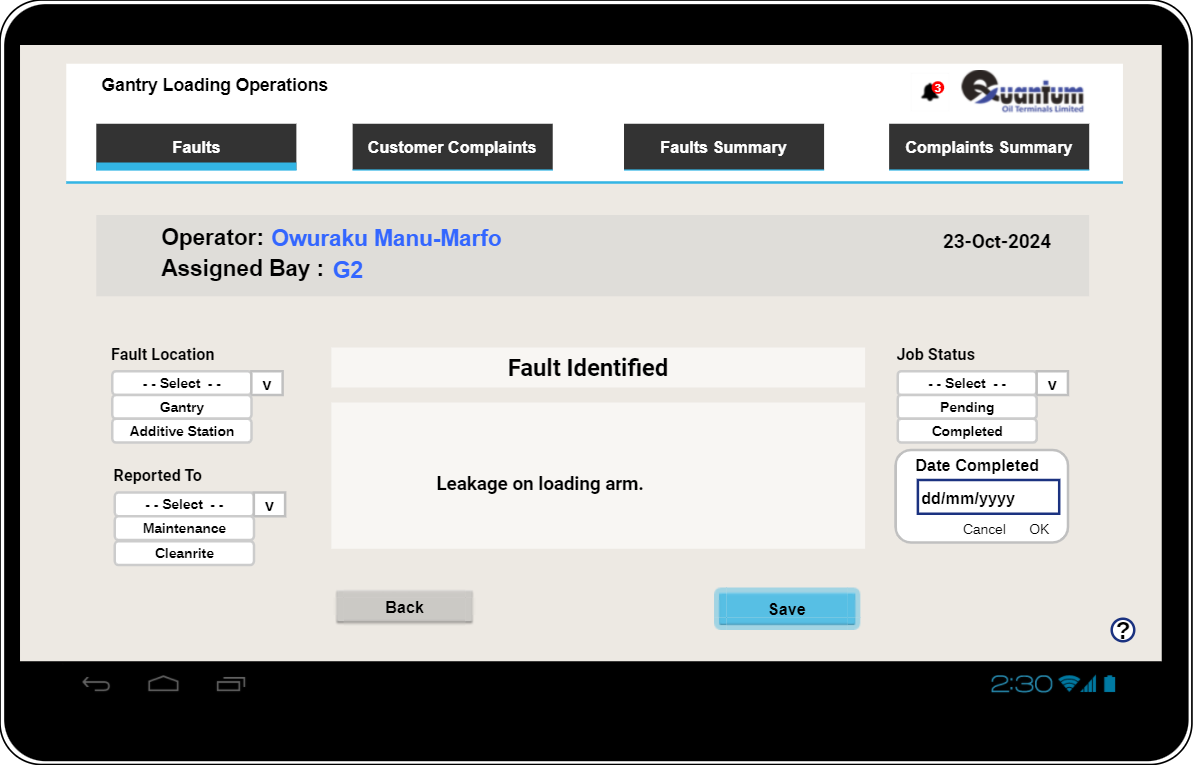 Gantry Loading Operations
3
Quantum
Oil Terminals Limited
Faults
Customer Complaints
Faults Summary
Complaints Summary
Operator: Owuraku Manu-Marfo
23-Oct-2024
Assigned Bay : G2
Fault Location
- - Select - -
v
Gantry
Additive Station
Reported To
- - Select - -
v
Maintenance
Cleanrite
Fault Identified
Leakage on loading arm.
Job Status
- - Select - -
v
Pending
Completed
Date Completed
dd/mm/yyyy
Cancel OK
Back
Save
?
2:30